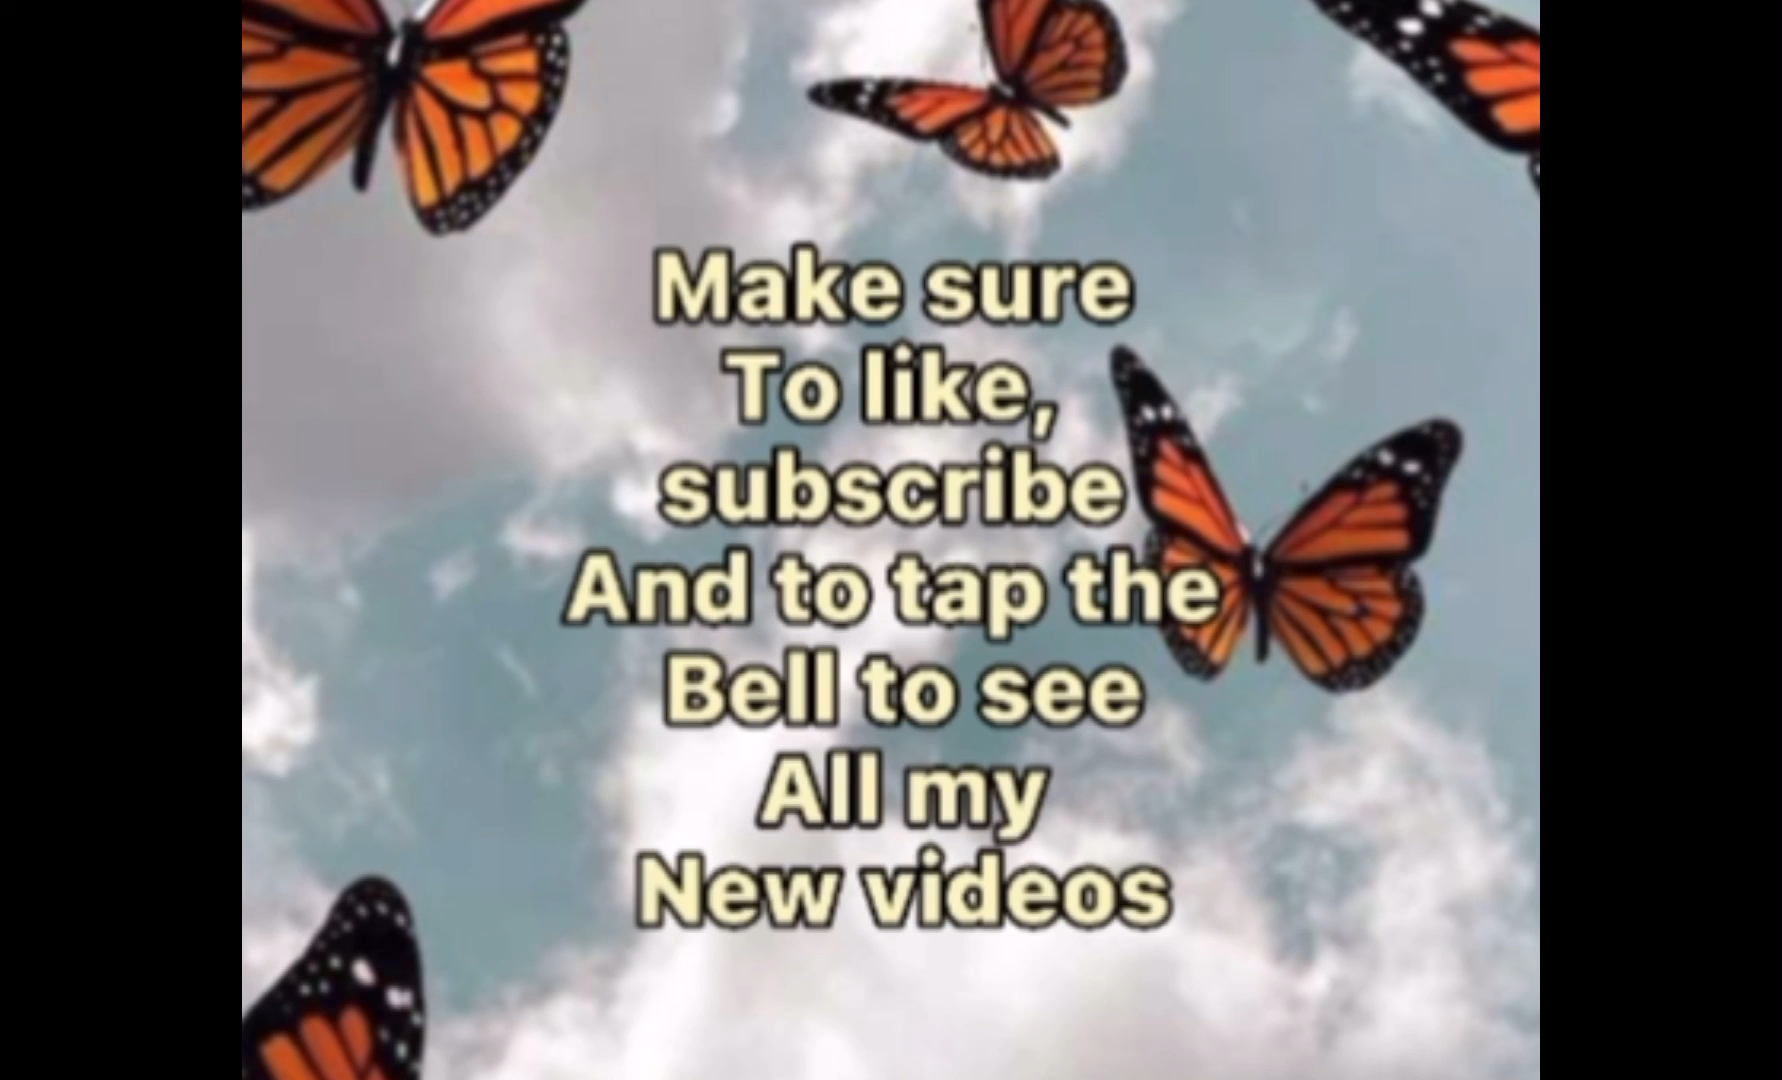 Make sure
To like,
subscribe
And to tap the
Bell to see
All my
New videos